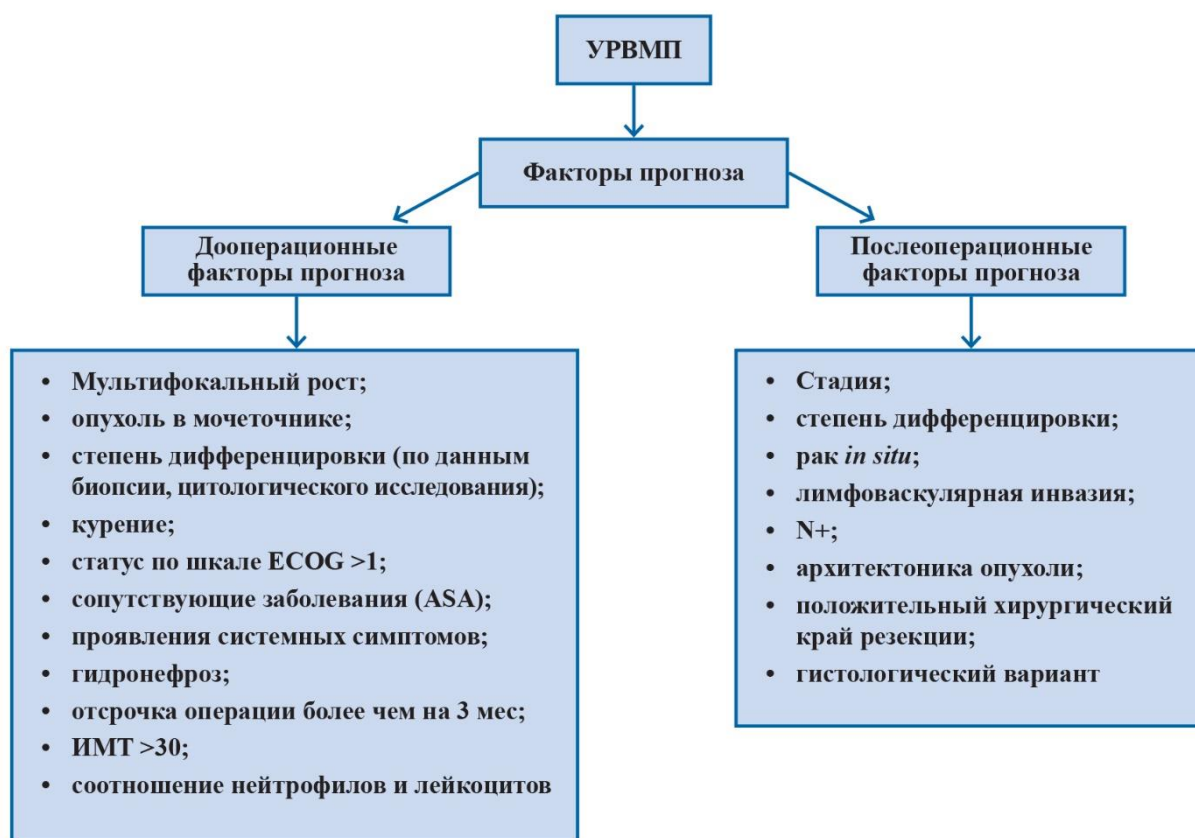 УРВМП
Факторы прогноза
Дооперационные
факторы прогноза
Послеоперационные
факторы прогноза
• Мультифокальный рост;
• опухоль в мочеточнике;
• степень дифференцировки (по данным
биопсии, цитологического исследования);
• курение;
• статус по шкале ECOG >1;
• сопутствующие заболевания (ASA);
• проявления системных симптомов;
• гидронефроз;
• отсрочка операции более чем на 3 мес;
• ИМТ >30;
• соотношение нейтрофилов и лейкоцитов
• Стадия;
• степень дифференцировки;
• рак in situ;
• лимфоваскулярная инвазия;
• N+;
• архитектоника опухоли;
• положительный хирургический
край резекции;
• гистологический вариант